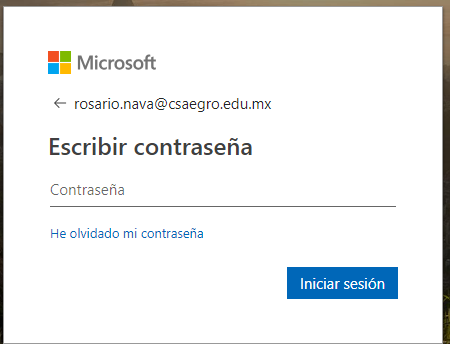 Microsoft
← rosario.nava@csaegro.edu.mx
Escribir contraseña
Contraseña
He olvidado mi contraseña
Iniciar sesión